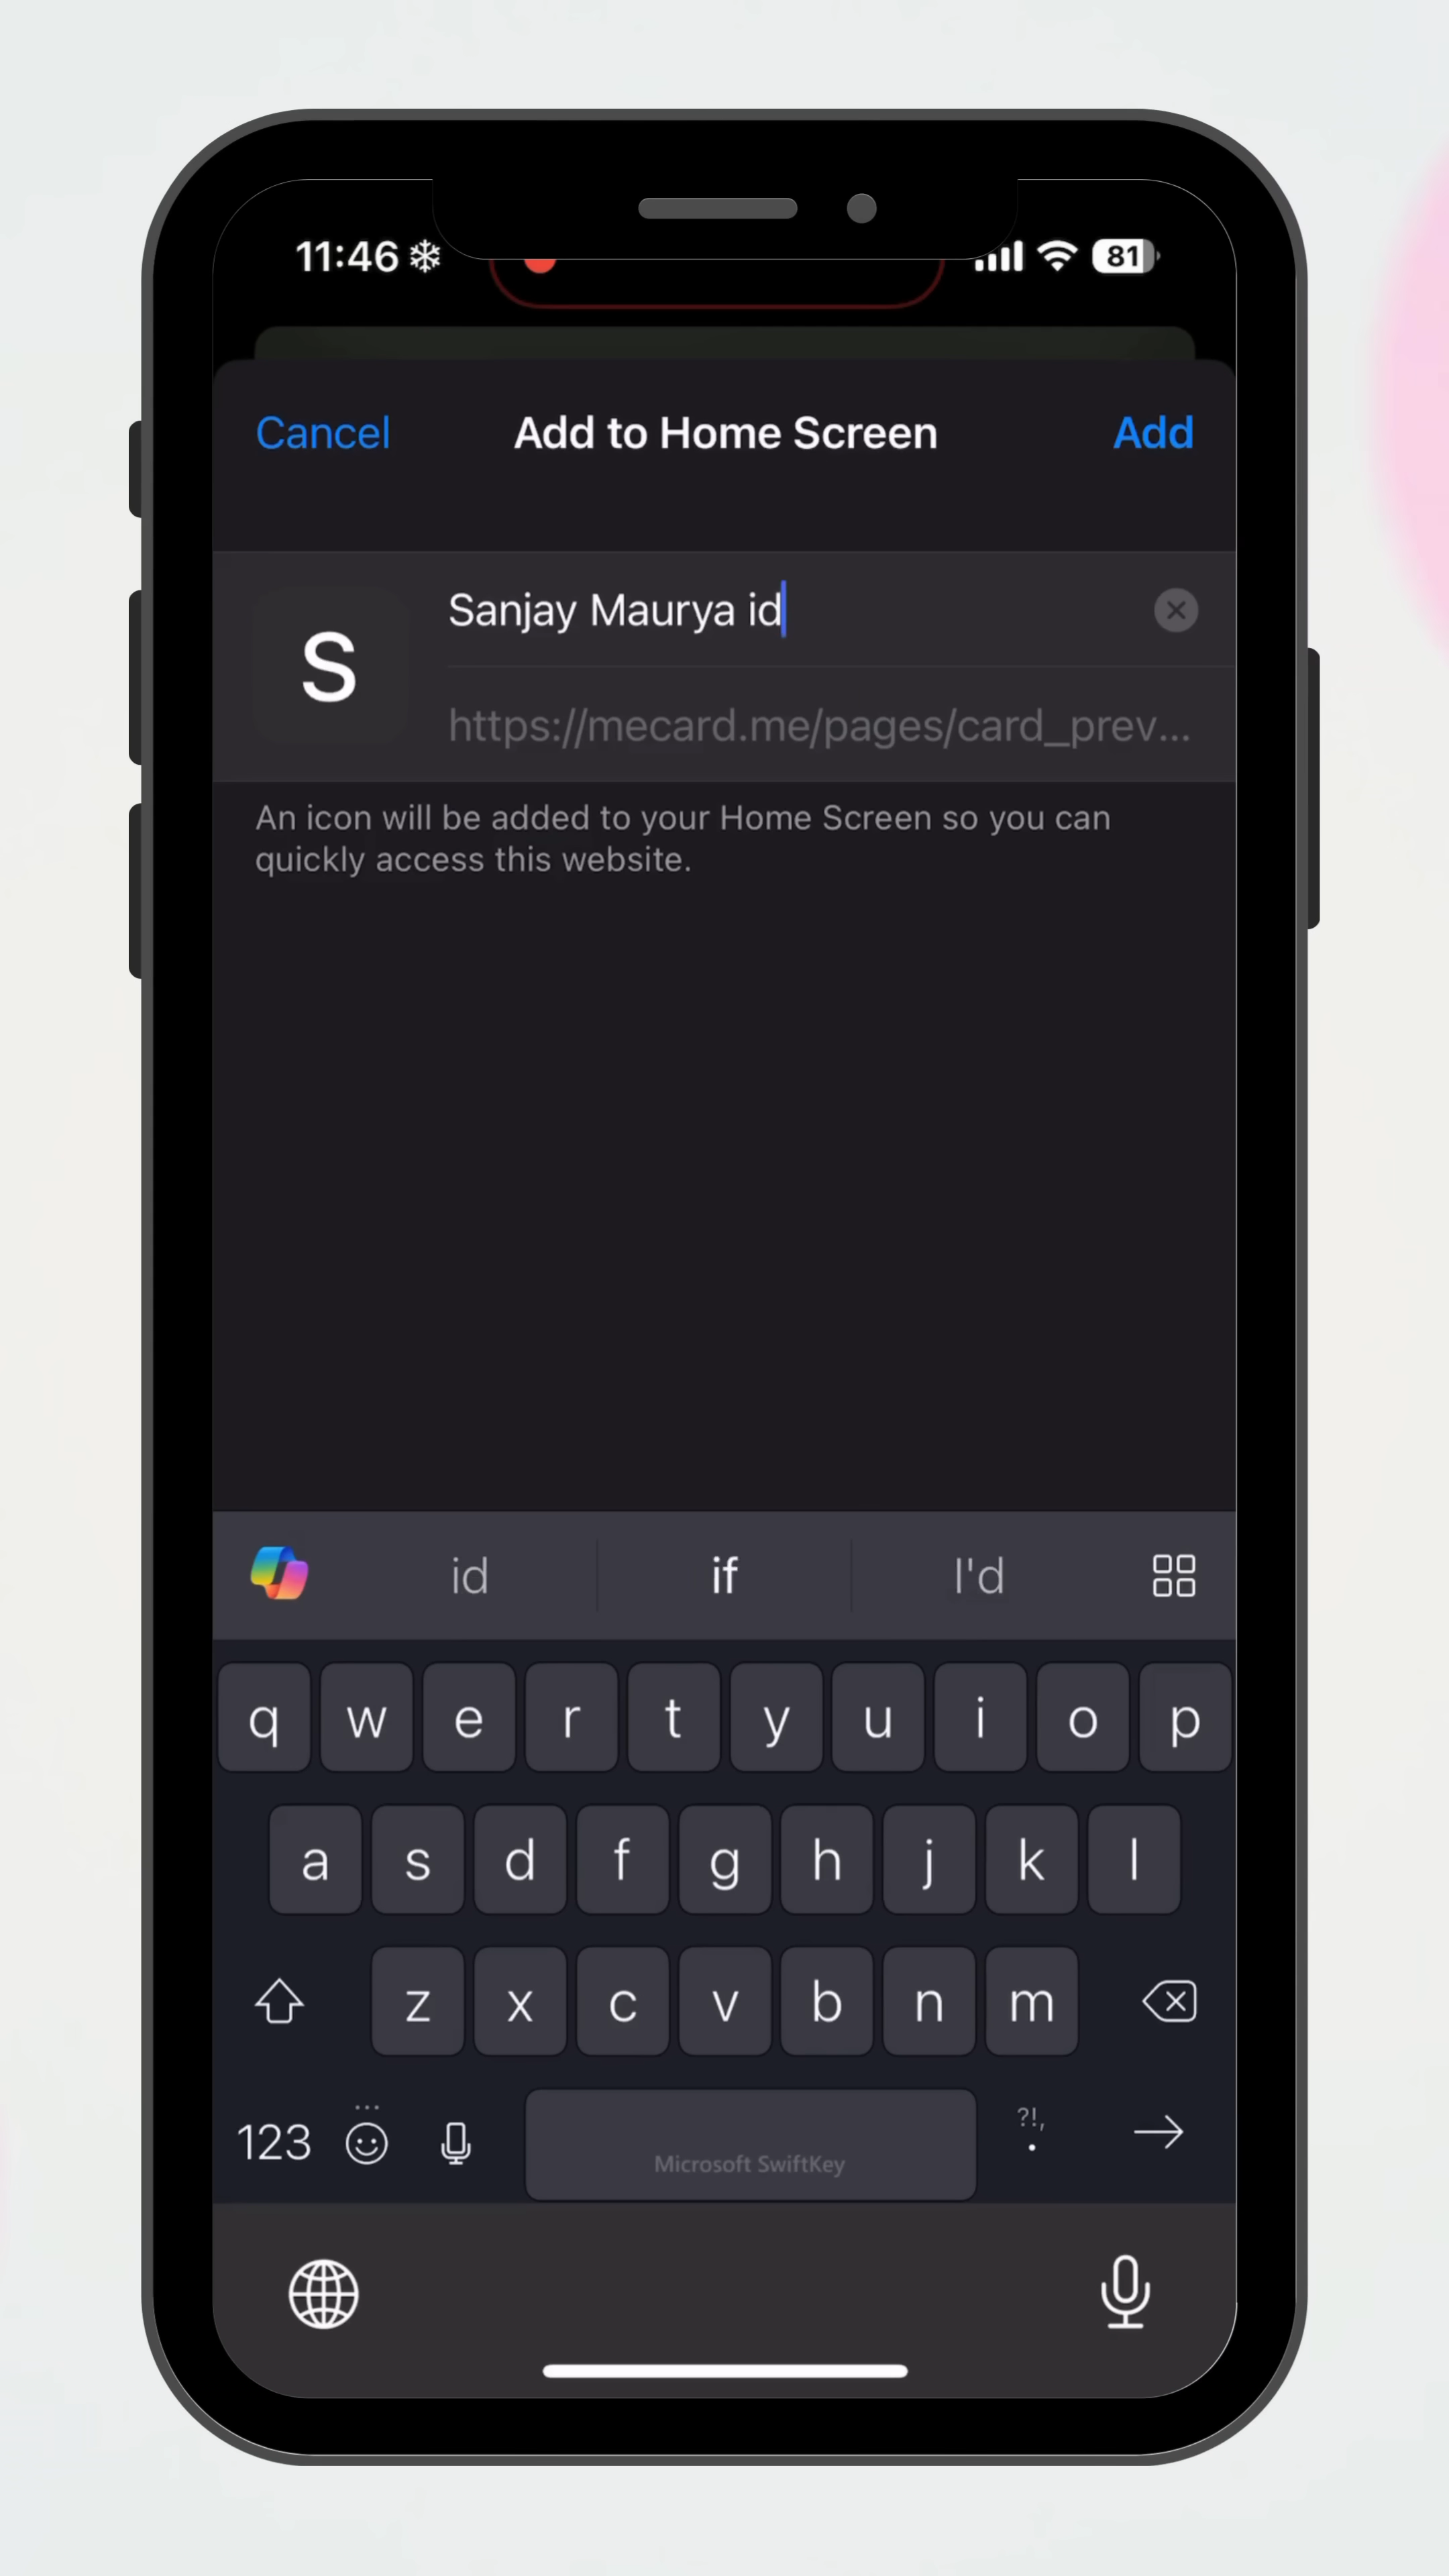 11:46
81
Cancel Add to Home Screen Add
S
Sanjay Maurya id
https://mecard.me/pages/card_prev...
An icon will be added to your Home Screen so you can
quickly access this website.
id if I'd
q w e r t y u i o p
a s d f g h j k l
z x c v b n m
123 ?!, .
Microsoft SwiftKey